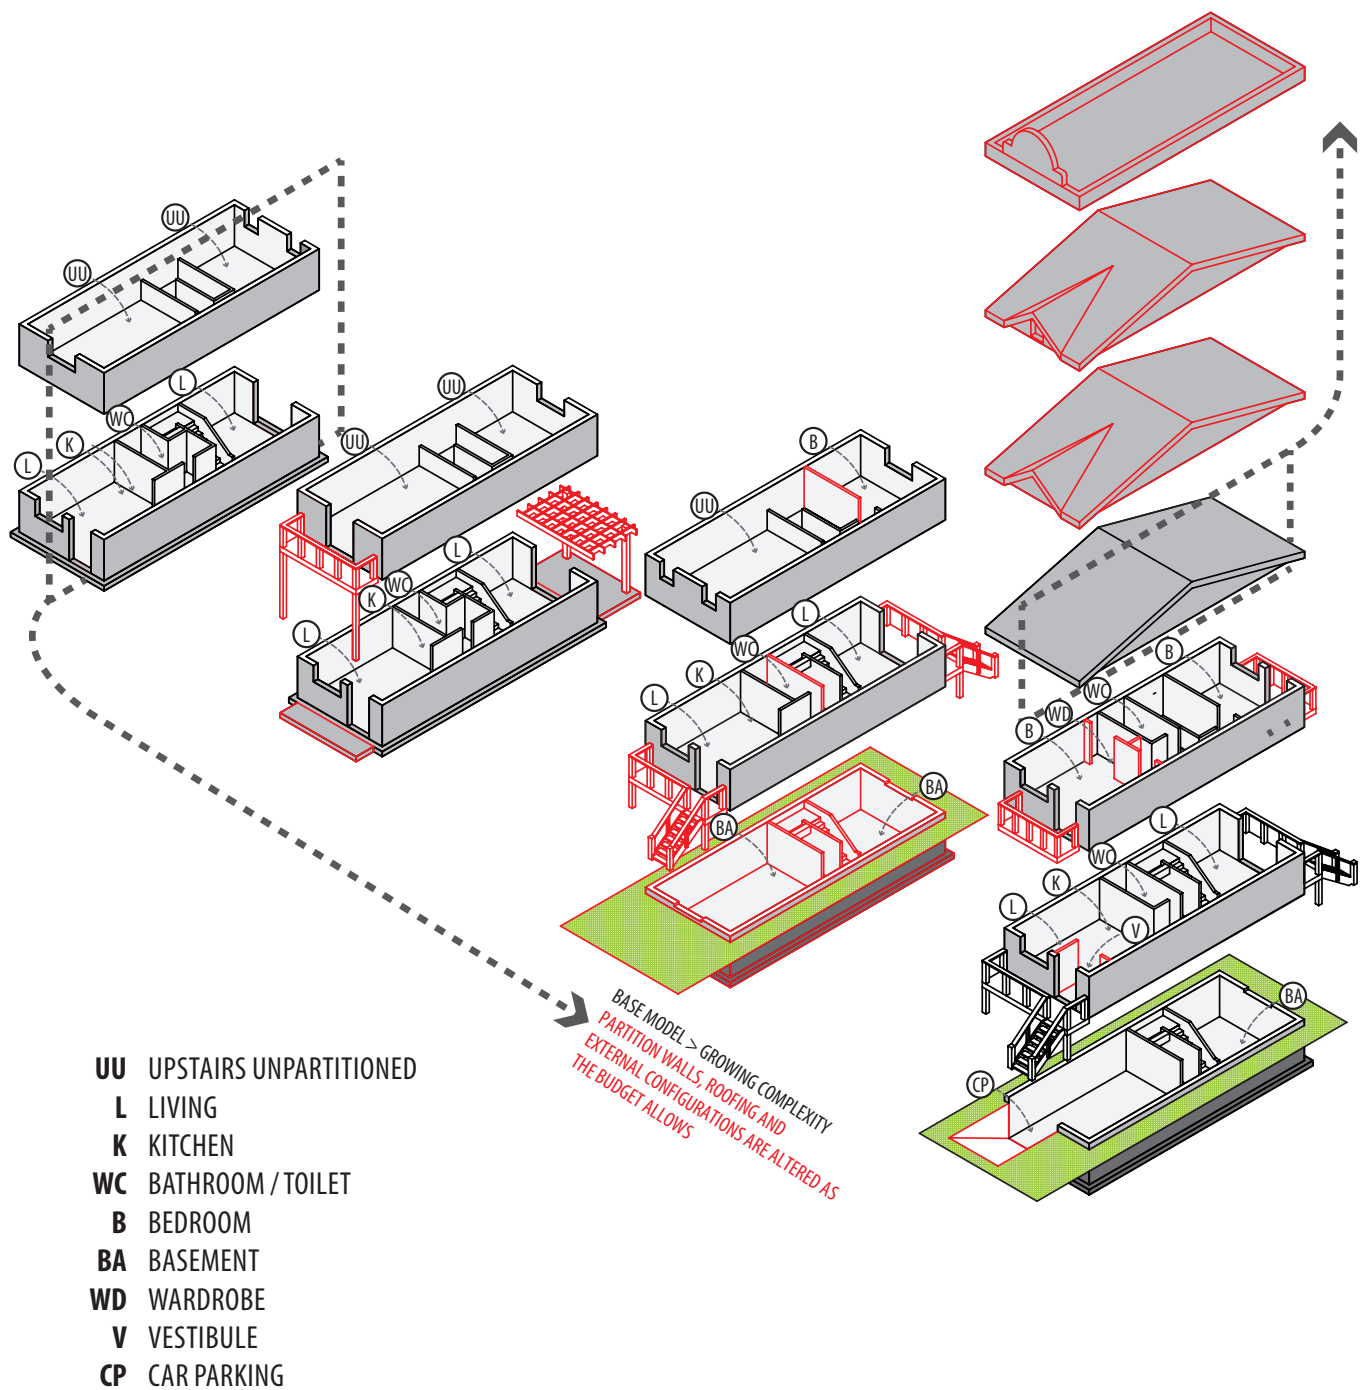 UU
UU
L
WC
K
L
UU
UU
L
WC
K
L
B
UU
L
WC
K
L
BA
BA
B
WC
WD
B
L
WC
K
L
V
BA
CP
BASE MODEL > GROWING COMPLEXITY
PARTITION WALLS, ROOFING AND
EXTERNAL CONFIGURATIONS ARE ALTERED AS
THE BUDGET ALLOWS
UU UPSTAIRS UNPARTITIONED
L LIVING
K KITCHEN
WC BATHROOM / TOILET
B BEDROOM
BA BASEMENT
WD WARDROBE
V VESTIBULE
CP CAR PARKING